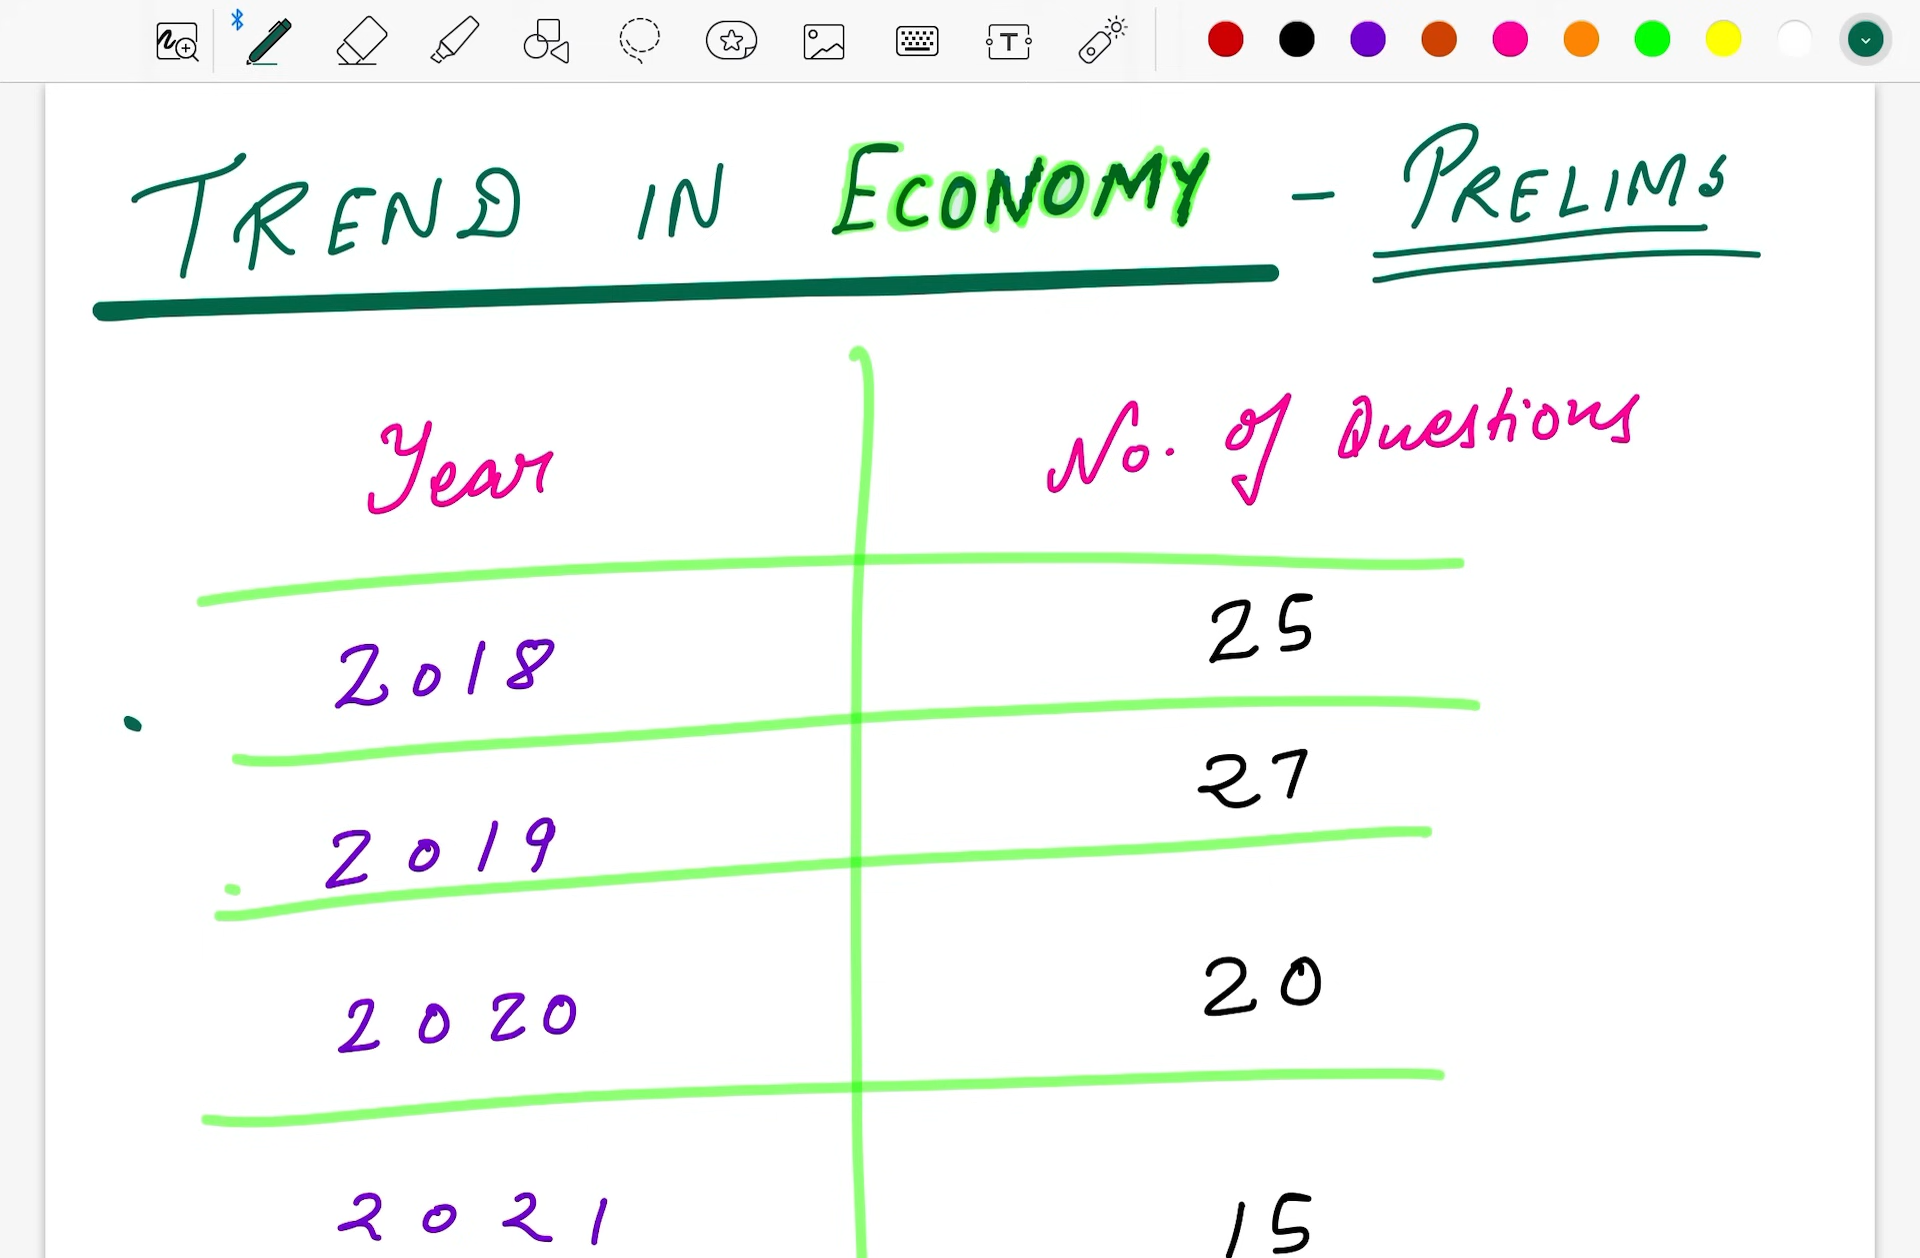 TREND IN ECONOMY - PRELIMS
Year No. of Questions
2018 25
2019 27
2020 20
2021 15